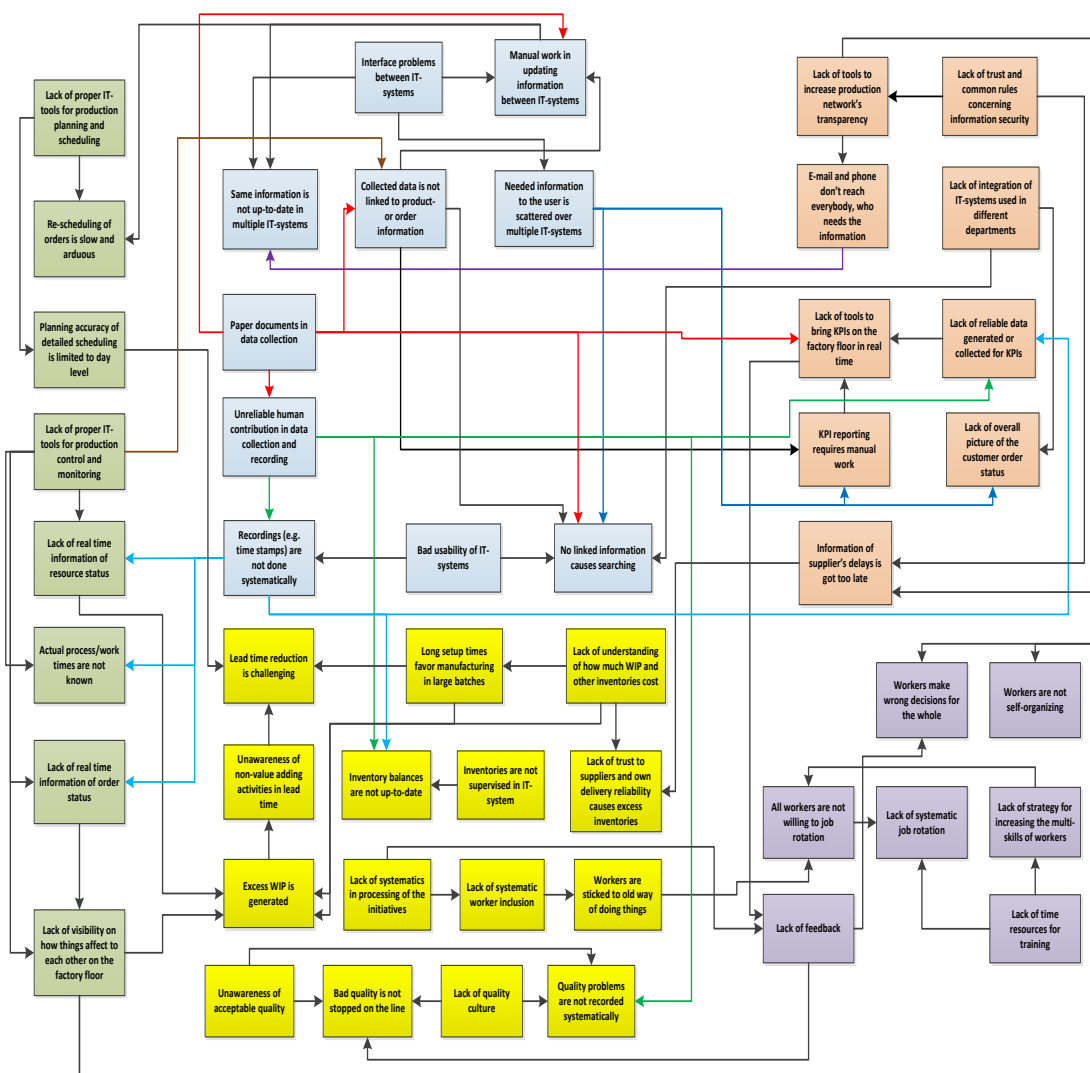 Lack of proper IT-
tools for production
planning and
scheduling
Re-scheduling of
orders is slow and
arduous
Planning accuracy of
detailed scheduling
is limited to day
level
Lack of proper IT-
tools for production
control and
monitoring
Lack of real time
information of
resource status
Actual process/work
times are not
known
Lack of real time
information of order
status
Lack of visibility on
how things affect to
each other on the
factory floor
Interface problems
between IT-
systems
Manual work in
updating
information
between IT-systems
Same information is
not up-to-date in
multiple IT-systems
Collected data is not
linked to product-
or order
information
Needed information
to the user is
scattered over
multiple IT-systems
Paper documents in
data collection
Unreliable human
contribution in data
collection and
recording
Recordings (e.g.
time stamps) are
not done
systematically
Bad usability of IT-
systems
No linked information
causes searching
Lack of tools to
increase production
network's
transparency
Lack of trust and
common rules
concerning
information security
E-mail and phone
don't reach
everybody, who
needs the
information
Lack of integration of
IT-systems used in
different
departments
Lack of tools to
bring KPIs on the
factory floor in real
time
Lack of reliable data
generated or
collected for KPIs
KPI reporting
requires manual
work
Lack of overall
picture of the
customer order
status
Information of
supplier's delays is
got too late
Lead time reduction
is challenging
Long setup times
favor manufacturing
in large batches
Lack of understanding
of how much WIP and
other inventories cost
Unawareness of
non-value adding
activities in lead
time
Inventory balances
are not up-to-date
Inventories are not
supervised in IT-
system
Lack of trust to
suppliers and own
delivery reliability
causes excess
inventories
Excess WIP is
generated
Lack of systematics
in processing of the
initiatives
Lack of systematic
worker inclusion
Workers are
sticked to old way
of doing things
Unawareness of
acceptable quality
Bad quality is not
stopped on the line
Lack of quality
culture
Quality problems
are not recorded
systematically
Workers make
wrong decisions for
the whole
Workers are not
self-organizing
All workers are not
willing to job
rotation
Lack of systematic
job rotation
Lack of strategy for
increasing the multi-
skills of workers
Lack of feedback
Lack of time
resources for
training